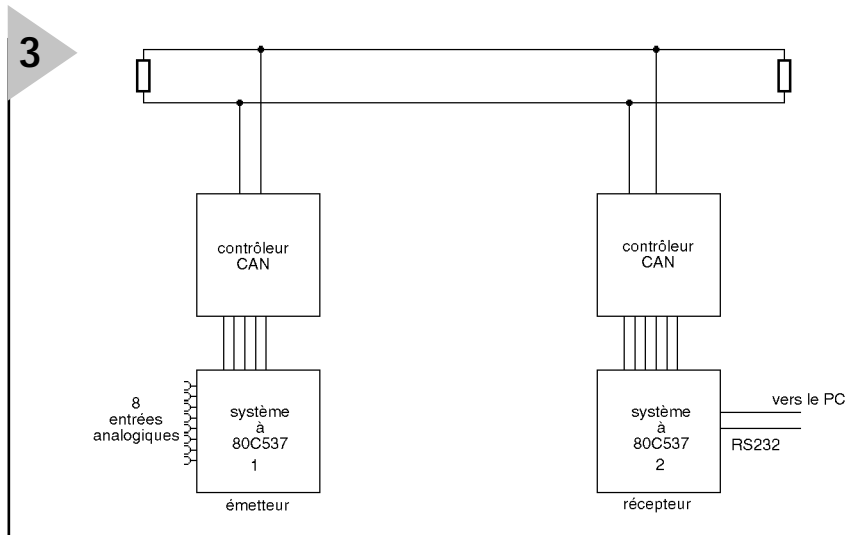 3
contrôleur
CAN
contrôleur
CAN
8
entrées
analogiques
système
à
80C537
1
émetteur
système
à
80C537
2
récepteur
vers le PC
RS232